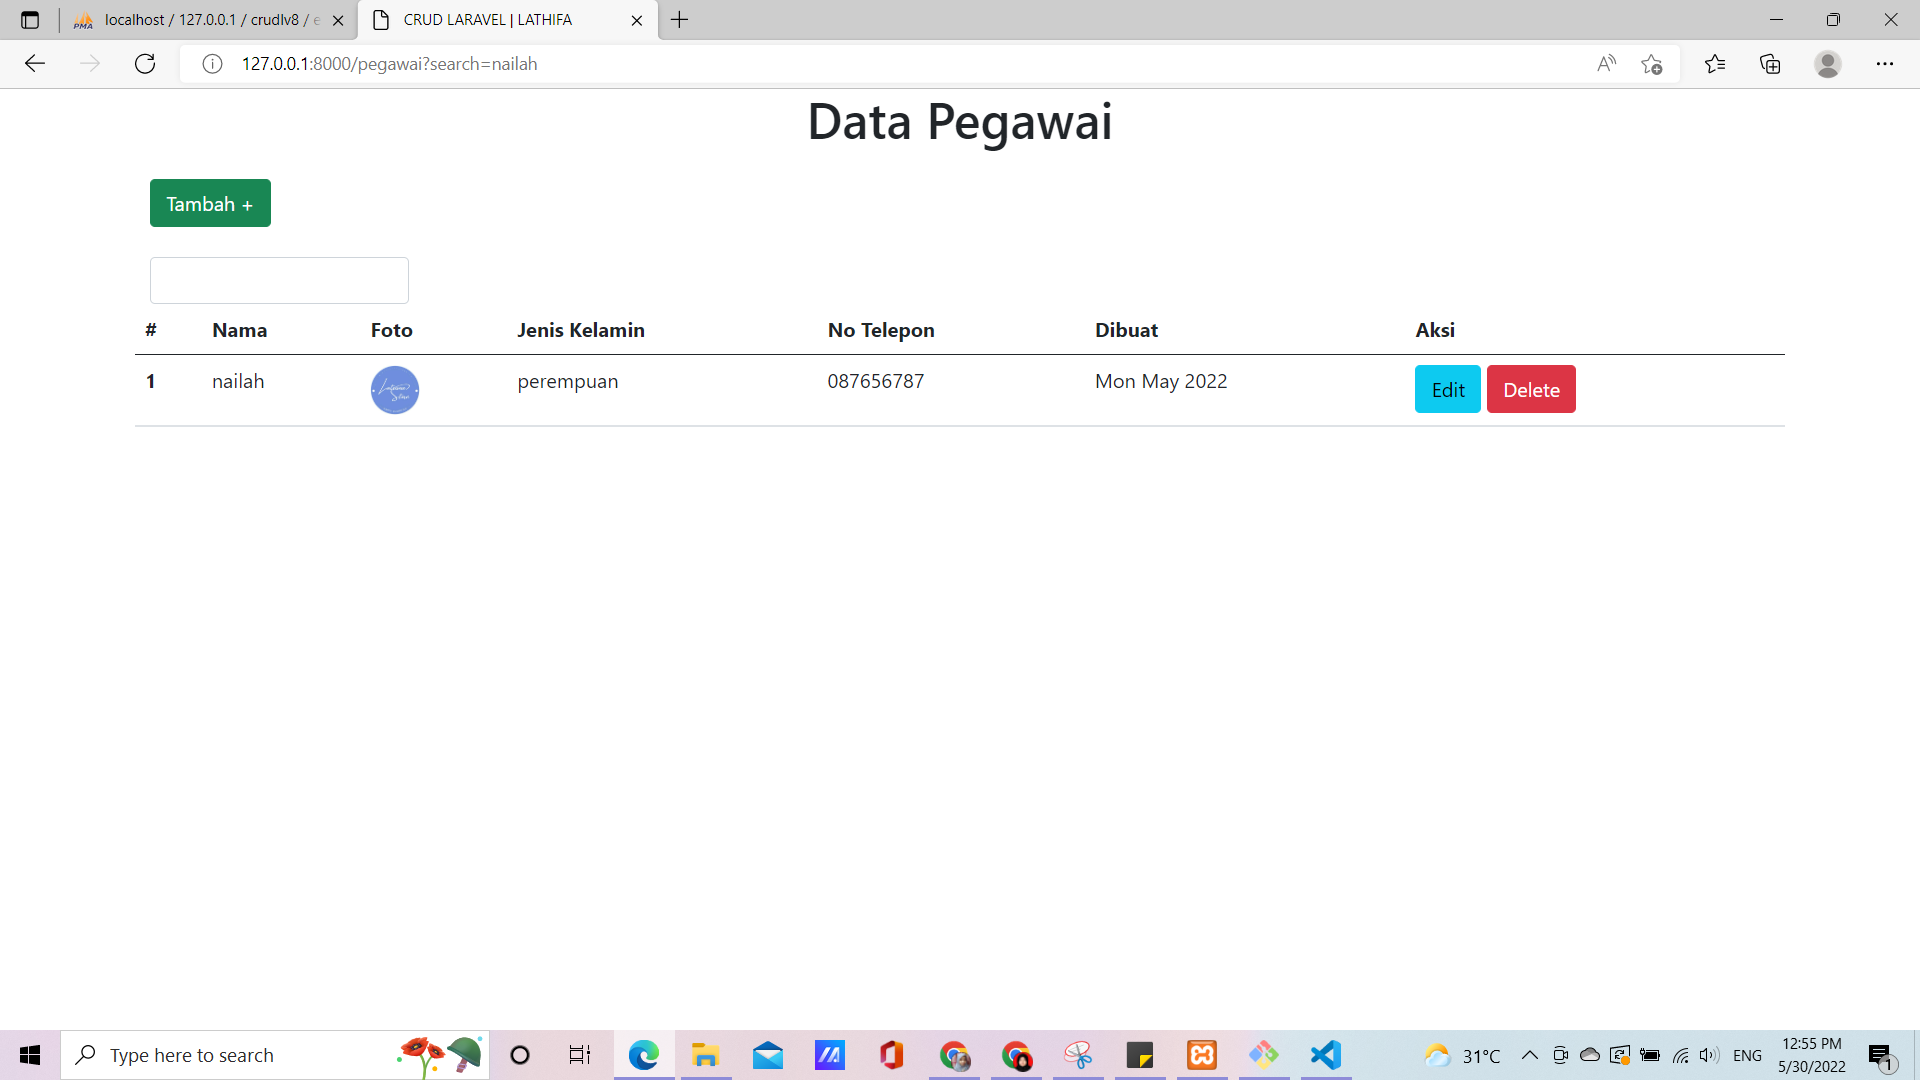 localhost / 127.0.0.1 / crudlv8 / e
CRUD LARAVEL | LATHIFA
127.0.0.1:8000/pegawai?search=nailah
Data Pegawai
Tambah +
# Nama Foto Jenis Kelamin No Telepon Dibuat Aksi
1 nailah perempuan 087656787 Mon May 2022 Edit Delete
Type here to search
31°C
ENG
12:55 PM
5/30/2022
1